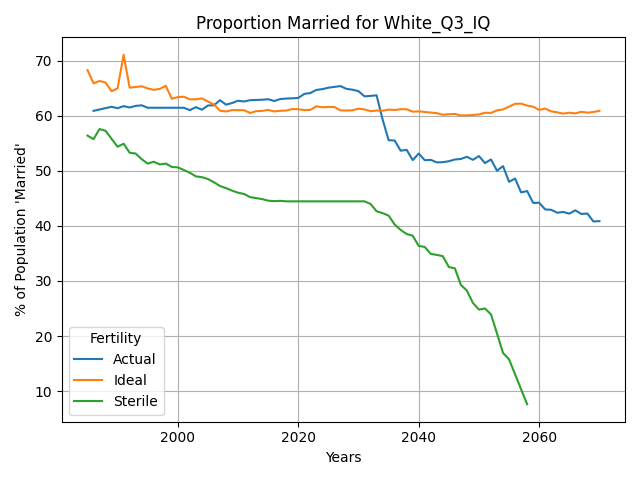 Proportion Married for White_Q3_IQ
% of Population 'Married'
70
60
50
40
30
20
10
Fertility
Actual
Ideal
Sterile
2000 2020 2040 2060
Years